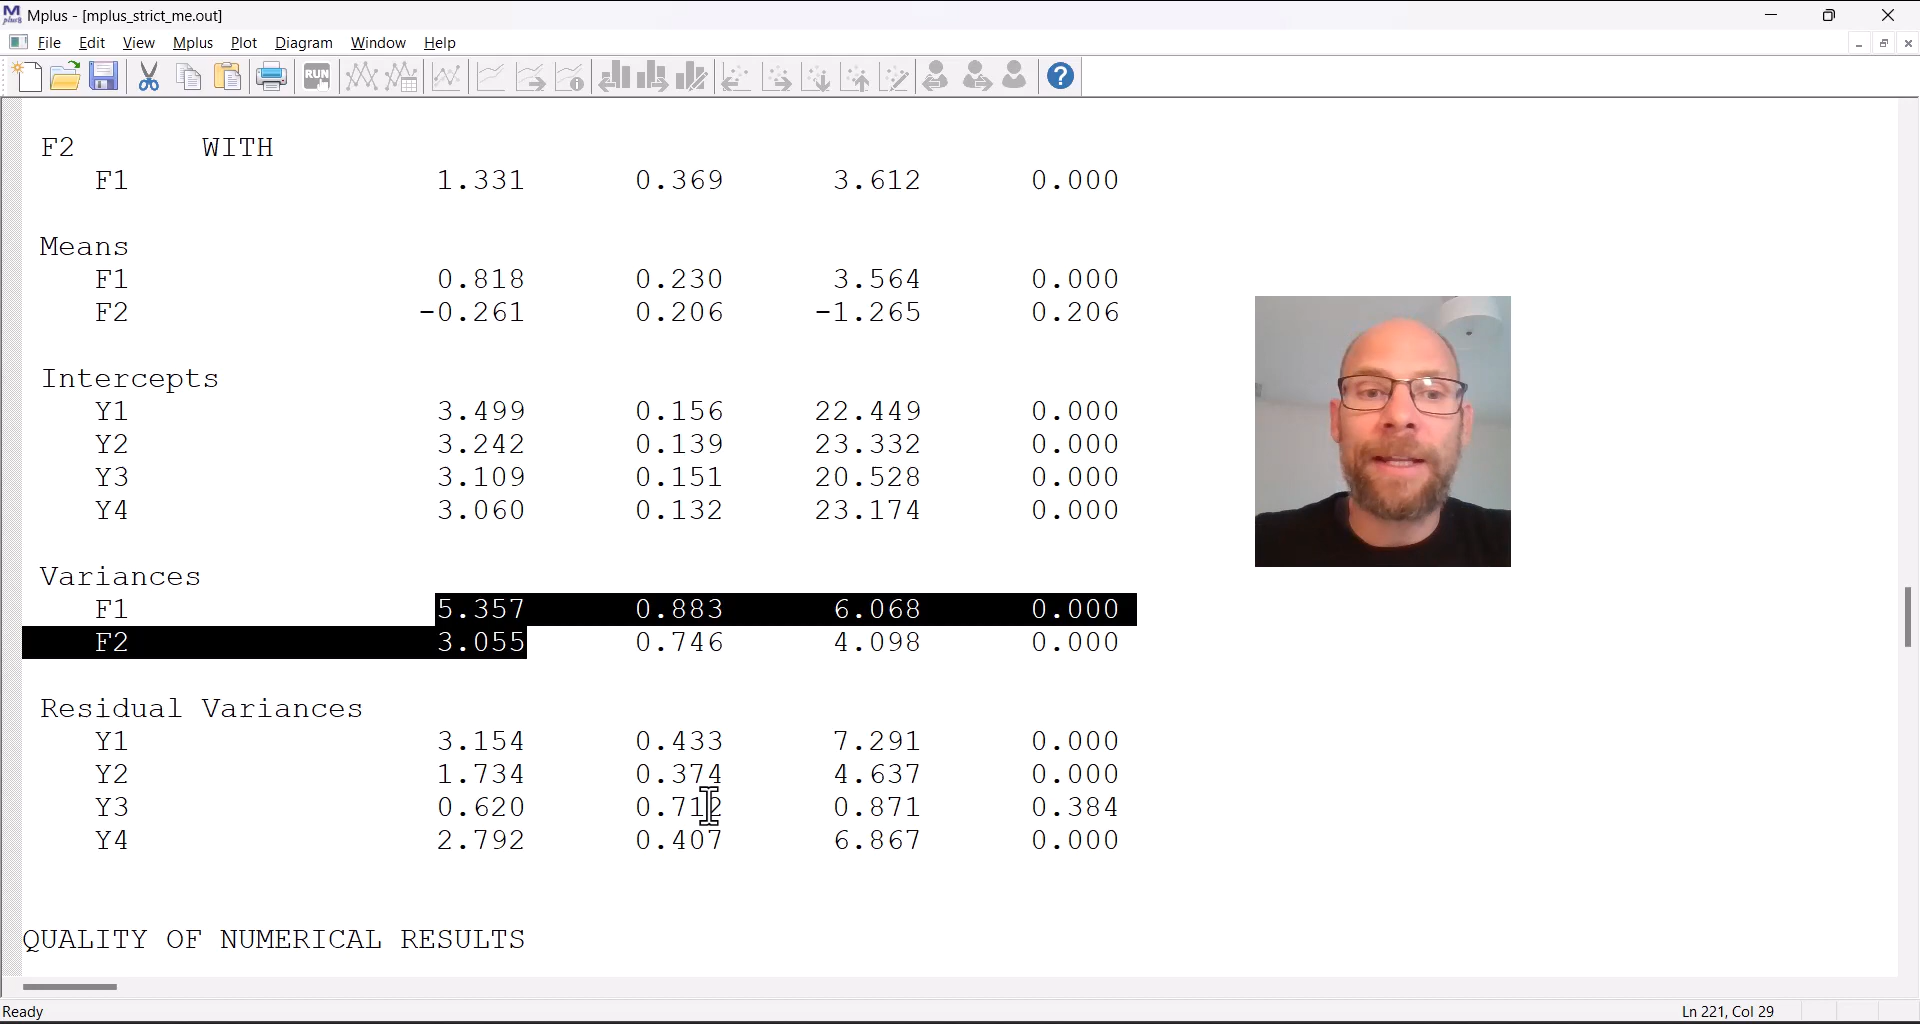 Mplus - [mplus_strict_me.out]
File Edit View Mplus Plot Diagram Window Help
RUN
F2 WITH
F1 1.331 0.369 3.612 0.000
Means
F1 0.818 0.230 3.564 0.000
F2 -0.261 0.206 -1.265 0.206
Intercepts
Y1 3.499 0.156 22.449 0.000
Y2 3.242 0.139 23.332 0.000
Y3 3.109 0.151 20.528 0.000
Y4 3.060 0.132 23.174 0.000
Variances
F1 5.357 0.883 6.068 0.000
F2 3.055 0.746 4.098 0.000
Residual Variances
Y1 3.154 0.433 7.291 0.000
Y2 1.734 0.374 4.637 0.000
Y3 0.620 0.712 0.871 0.384
Y4 2.792 0.407 6.867 0.000
QUALITY OF NUMERICAL RESULTS
Ready Ln 221, Col 29